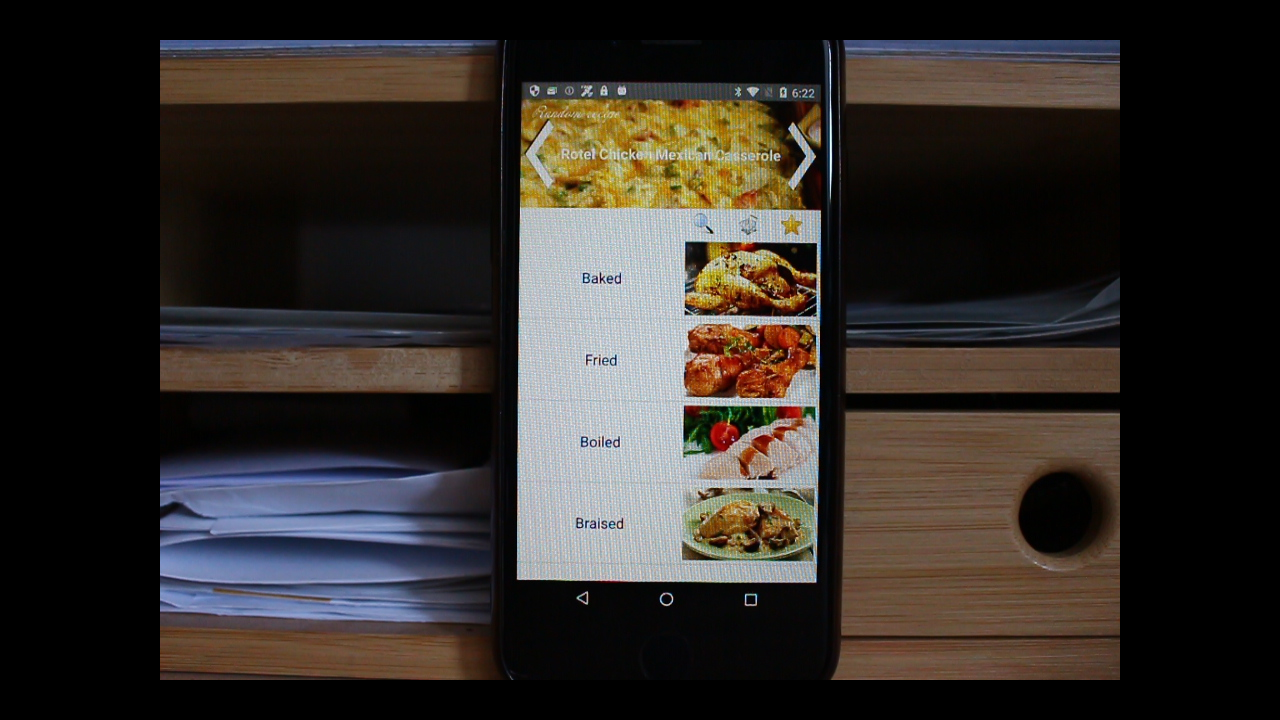 6:22
Random recipe
Rotel Chicken Mexican Casserole
Baked
Fried
Boiled
Braised